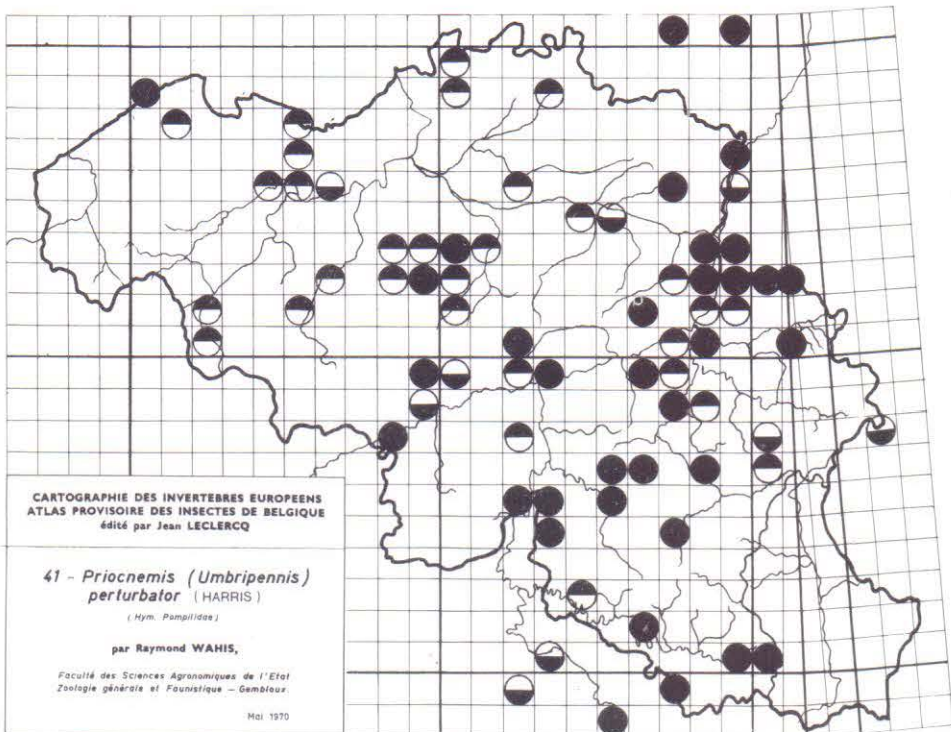 CARTOGRAPHIE DES INVERTEBRES EUROPEENS
ATLAS PROVISOIRE DES INSECTES DE BELGIQUE
édité par Jean LECLERCQ
41 - Priocnemis (Umbripennis)
perturbator (HARRIS)
(Hym. Pompilidae)
par Raymond WAHIS,
Faculté des Sciences Agronomiques de l'Etat
Zoologie générale et Faunistique - Gembloux.
Mai 1970